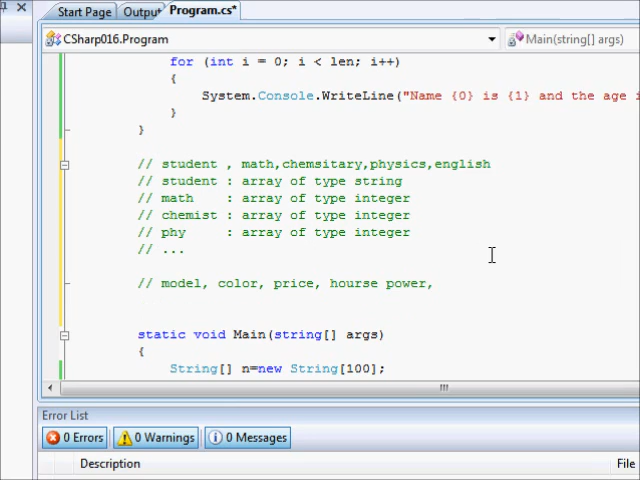 Start Page Output* Program.cs*
CSharp016.Program Main(string[] args)
for (int i = 0; i < len; i++)
{
System.Console.WriteLine("Name {0} is {1} and the age i
}
}
// student , math,chemsitary,physics,english
// student : array of type string
// math : array of type integer
// chemist : array of type integer
// phy : array of type integer
// ...
// model, color, price, hourse power,
static void Main(string[] args)
{
String[] n=new String[100];
Error List
0 Errors 0 Warnings 0 Messages
Description File